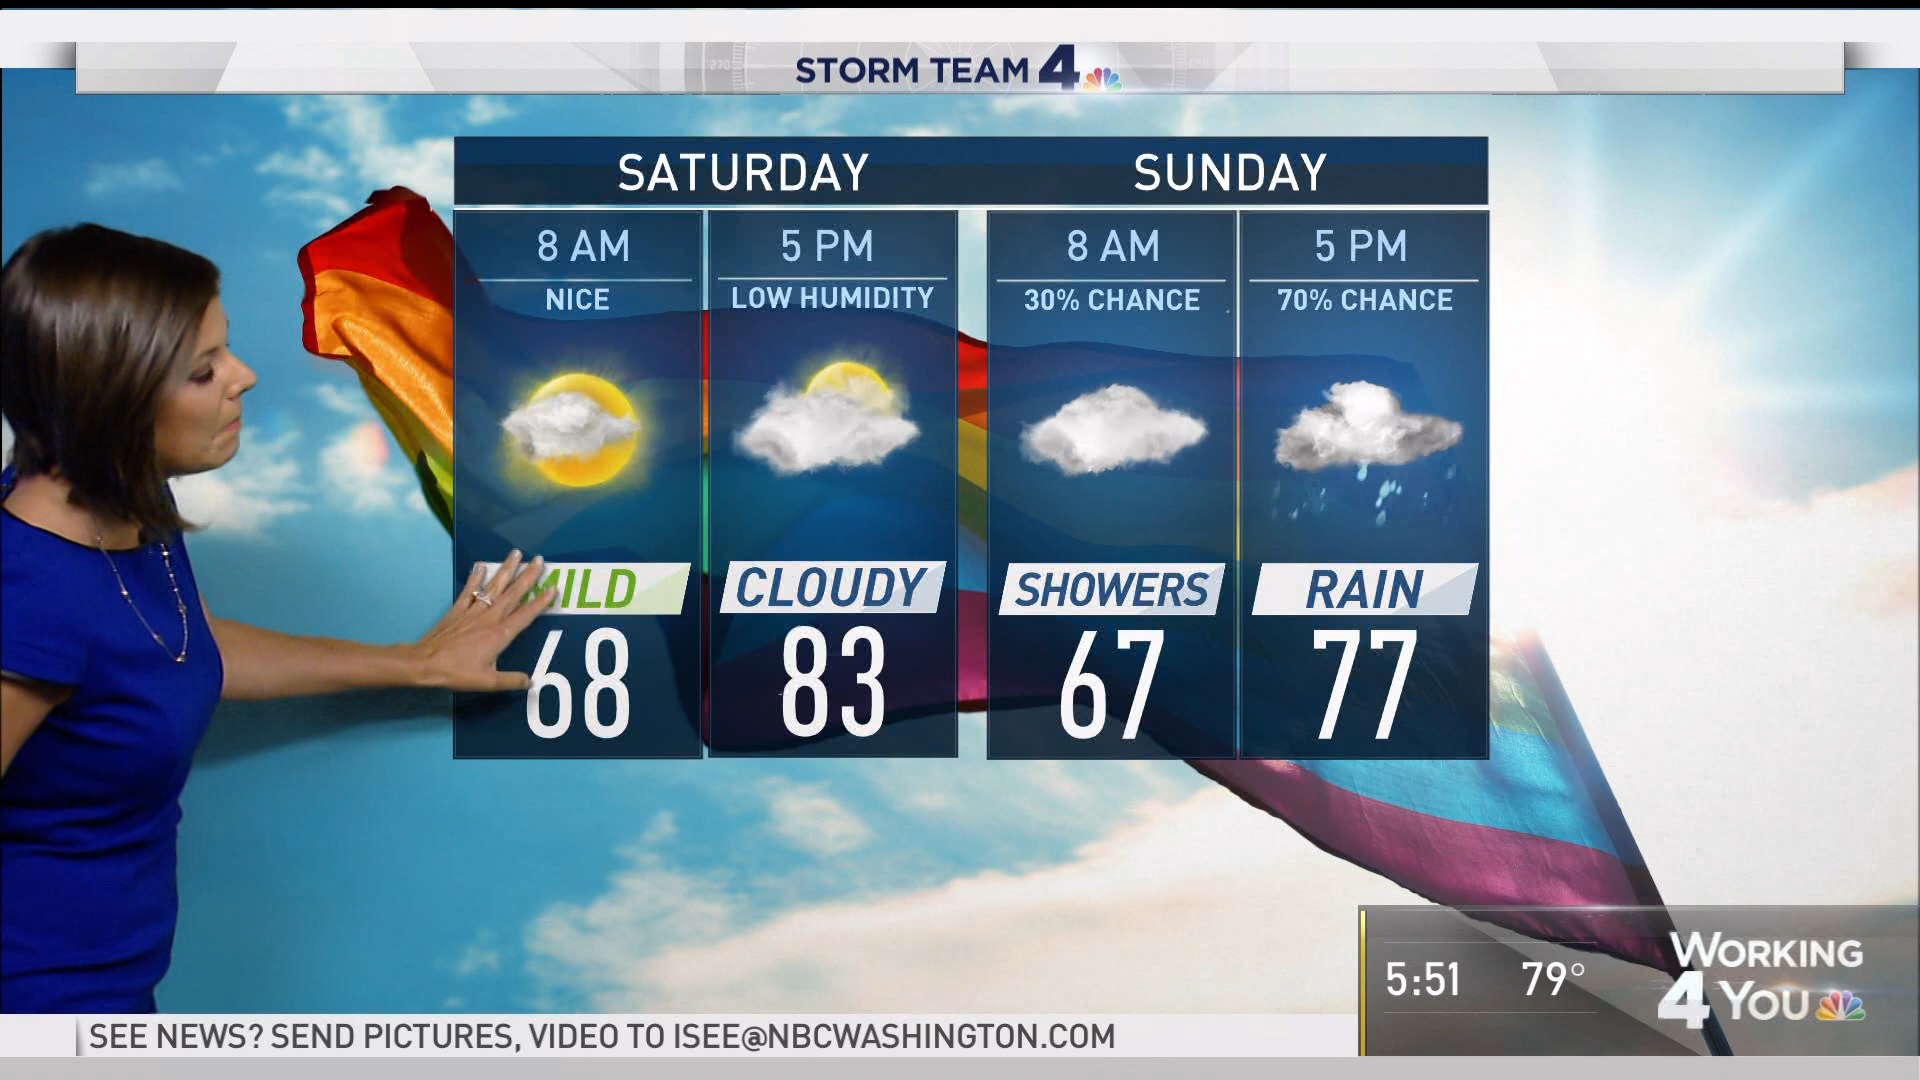 STORM TEAM 4
SATURDAY
SUNDAY
8 AM
NICE
MILD
68
5 PM
LOW HUMIDITY
CLOUDY
83
8 AM
30% CHANCE
SHOWERS
67
5 PM
70% CHANCE
RAIN
77
5:51 79°
WORKING
4 YOU
SEE NEWS? SEND PICTURES, VIDEO TO ISEE@NBCWASHINGTON.COM